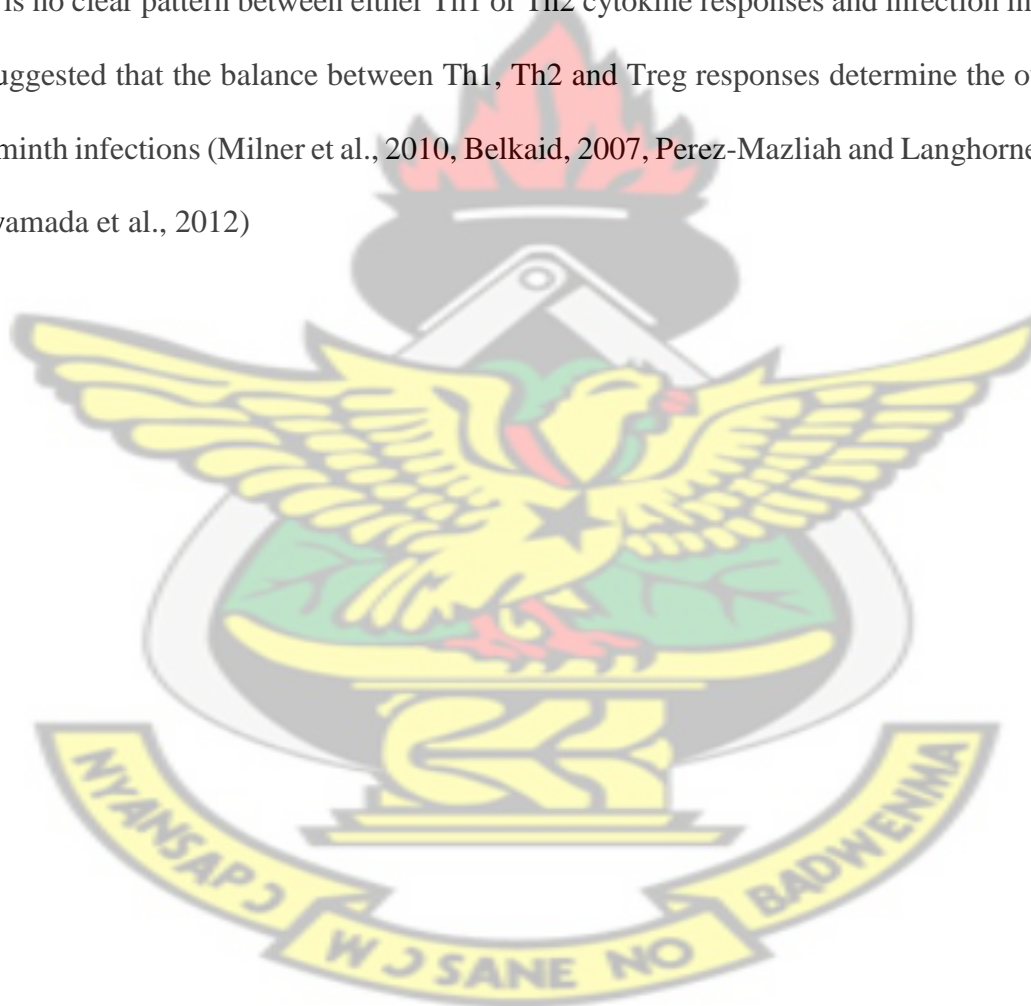 is no clear pattern between either Th1 or Th2 cytokine responses and infection in
uggested that the balance between Th1, Th2 and Treg responses determine the o
minth infections (Milner et al., 2010, Belkaid, 2007, Perez-Mazliah and Langhorne
yamada et al., 2012)
NYANSAPƆ
WƆ SANE NO
BADWENMA